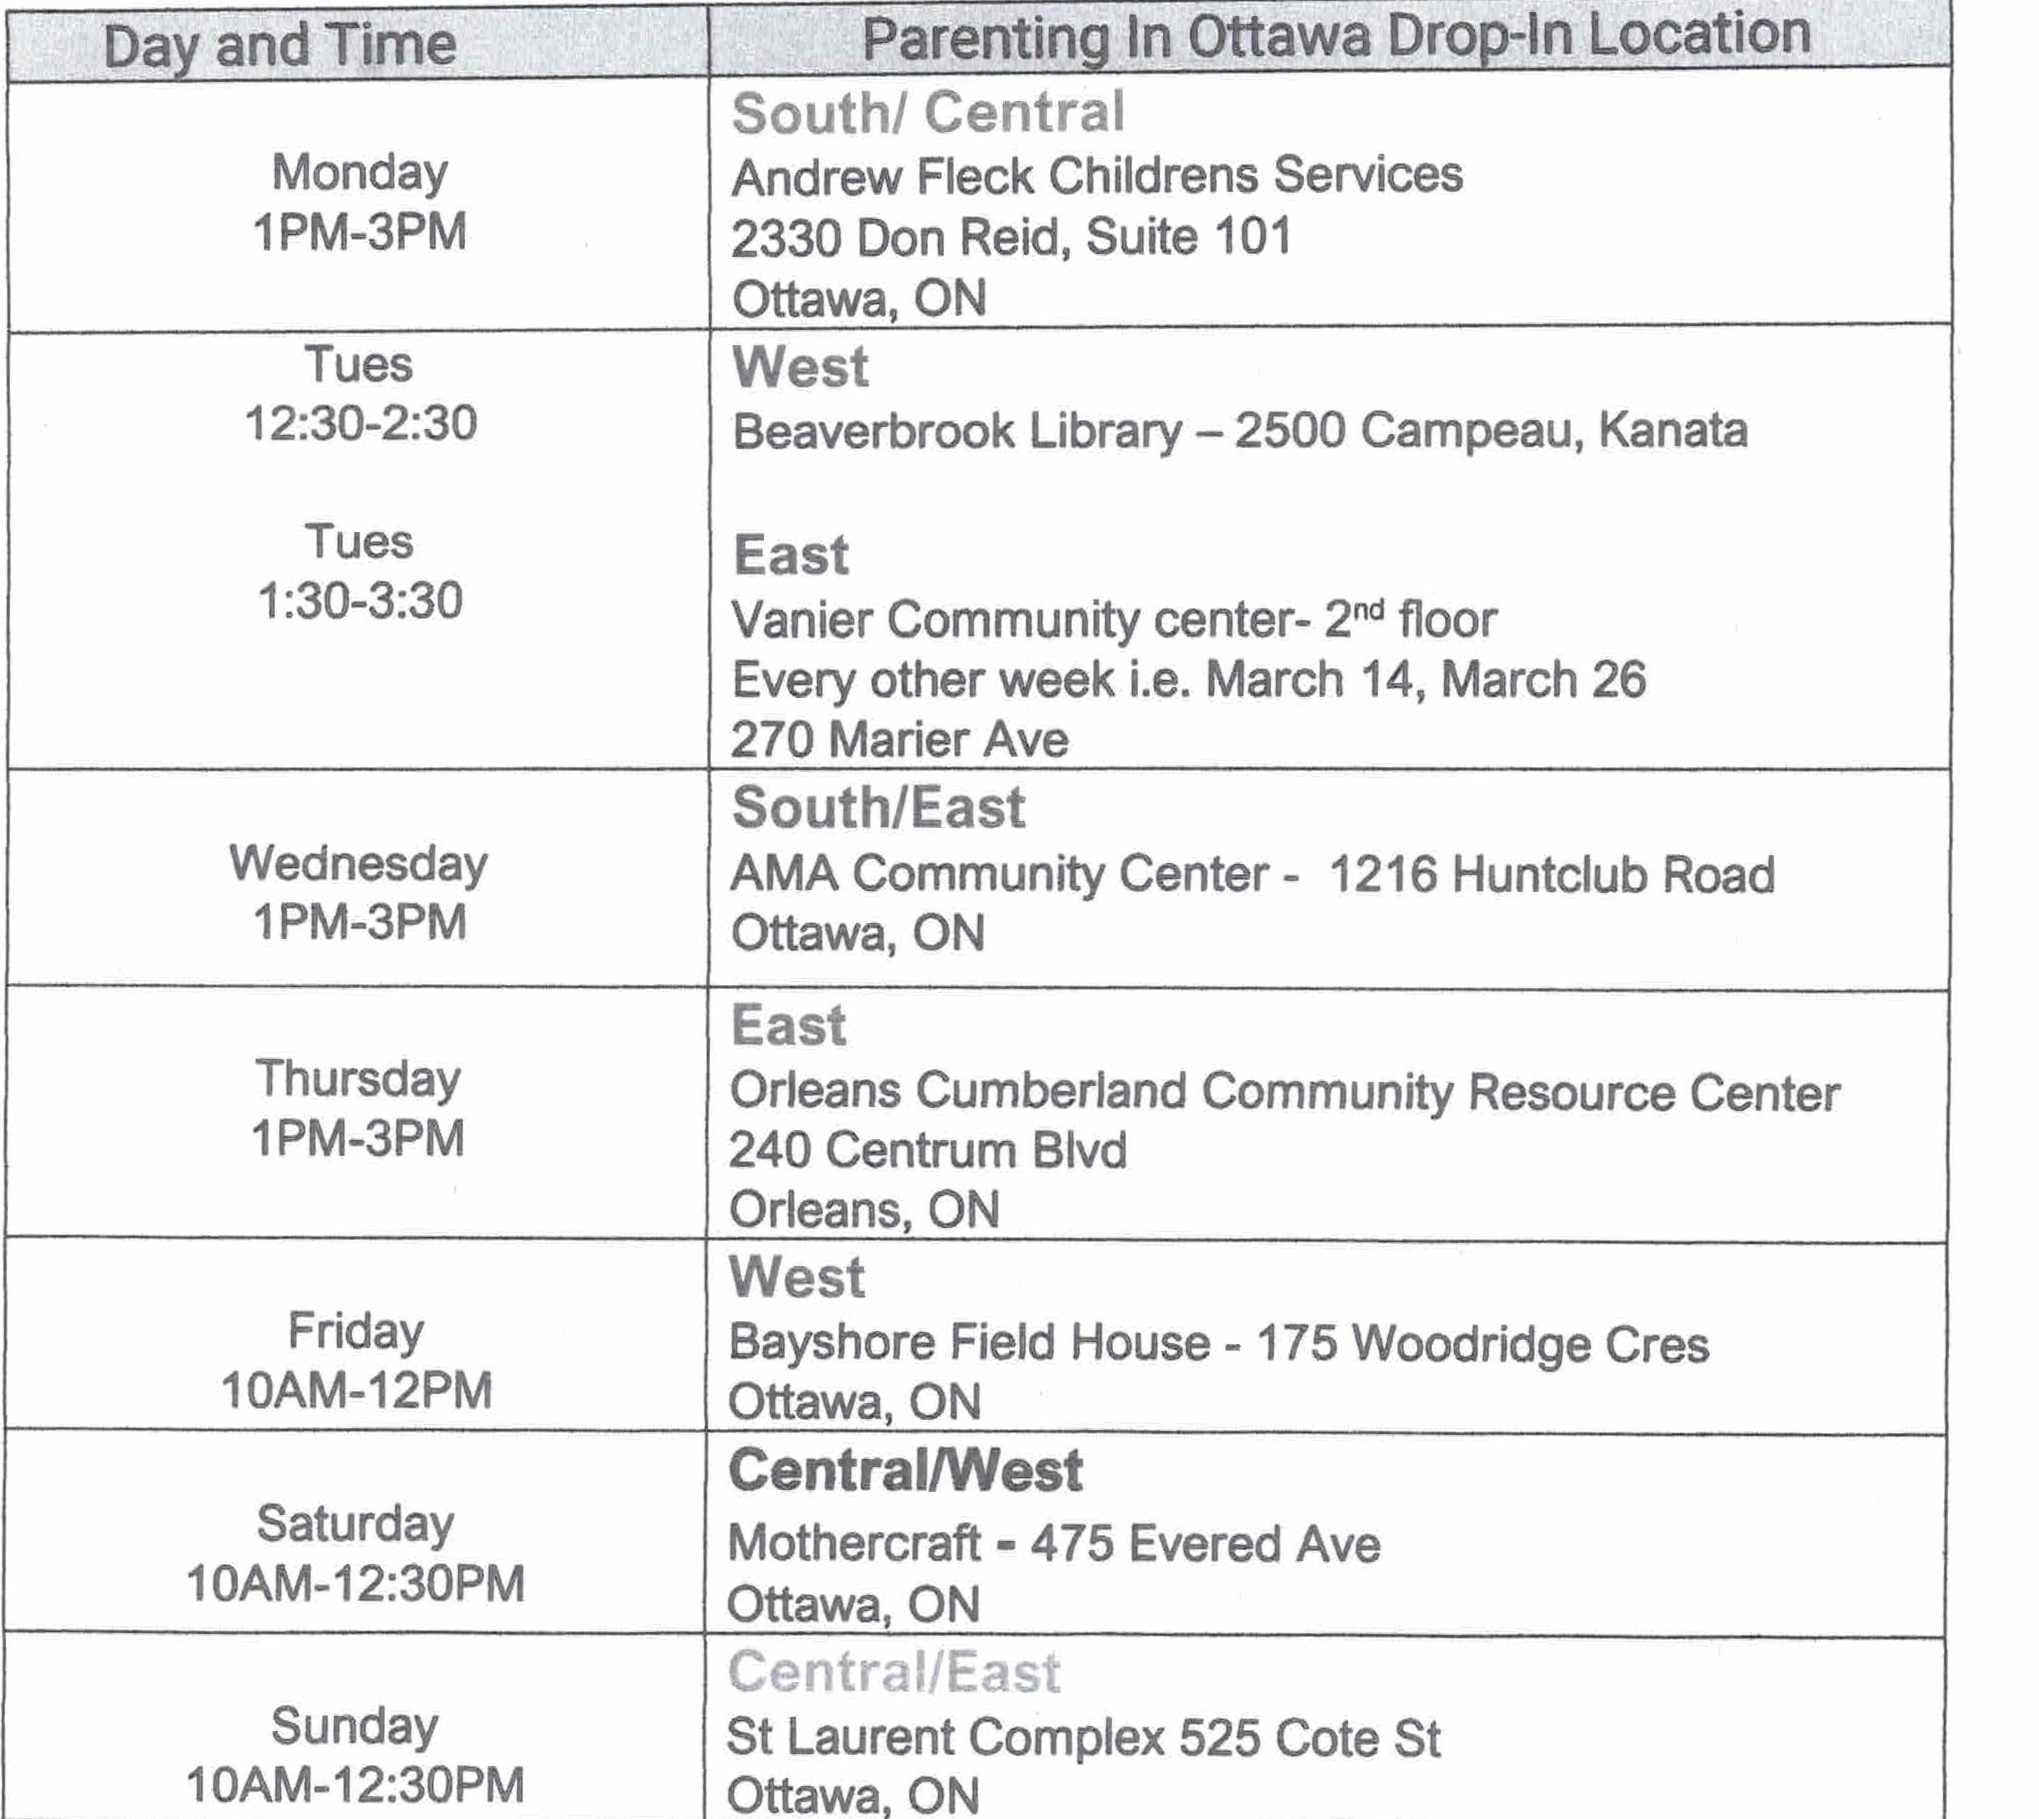 Day and Time
Parenting In Ottawa Drop-In Location
Monday
1PM-3PM
South/ Central
Andrew Fleck Childrens Services
2330 Don Reid, Suite 101
Ottawa, ON
Tues
12:30-2:30
West
Beaverbrook Library – 2500 Campeau, Kanata
Tues
1:30-3:30
East
Vanier Community center- 2nd floor
Every other week i.e. March 14, March 26
270 Marier Ave
Wednesday
1PM-3PM
South/East
AMA Community Center - 1216 Huntclub Road
Ottawa, ON
Thursday
1PM-3PM
East
Orleans Cumberland Community Resource Center
240 Centrum Blvd
Orleans, ON
Friday
10AM-12PM
West
Bayshore Field House - 175 Woodridge Cres
Ottawa, ON
Saturday
10AM-12:30PM
Central/West
Mothercraft - 475 Evered Ave
Ottawa, ON
Sunday
10AM-12:30PM
Central/East
St Laurent Complex 525 Cote St
Ottawa, ON